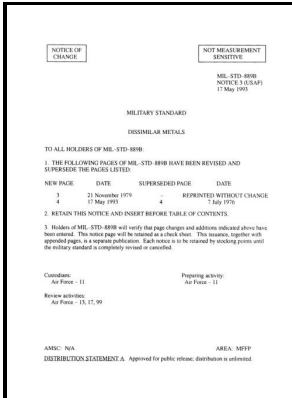 NOTICE OF
CHANGE
NOT MEASUREMENT
SENSITIVE
MIL-STD-889B
NOTICE 3 (USAF)
17 May 1993
MILITARY STANDARD
DISSIMILAR METALS
TO ALL HOLDERS OF MIL-STD-889B:
1. THE FOLLOWING PAGES OF MIL-STD-889B HAVE BEEN REVISED AND
SUPERSEDE THE PAGES LISTED:
NEW PAGE DATE SUPERSEDED PAGE DATE
3 21 November 1979 - REPRINTED WITHOUT CHANGE
4 17 May 1993 4 7 July 1976
2. RETAIN THIS NOTICE AND INSERT BEFORE TABLE OF CONTENTS.
3. Holders of MIL-STD-889B will verify that page changes and additions indicated above have
been entered. This notice page will be retained as a check sheet. This issuance, together with
appended pages, is a separate publication. Each notice is to be retained by stocking points until
the military standard is completely revised or cancelled.
Custodians: Preparing activity:
Air Force - 11 Air Force - 11
Review activities:
Air Force - 13, 17, 99
AMSC: N/A AREA: MFFP
DISTRIBUTION STATEMENT A. Approved for public release; distribution is unlimited.